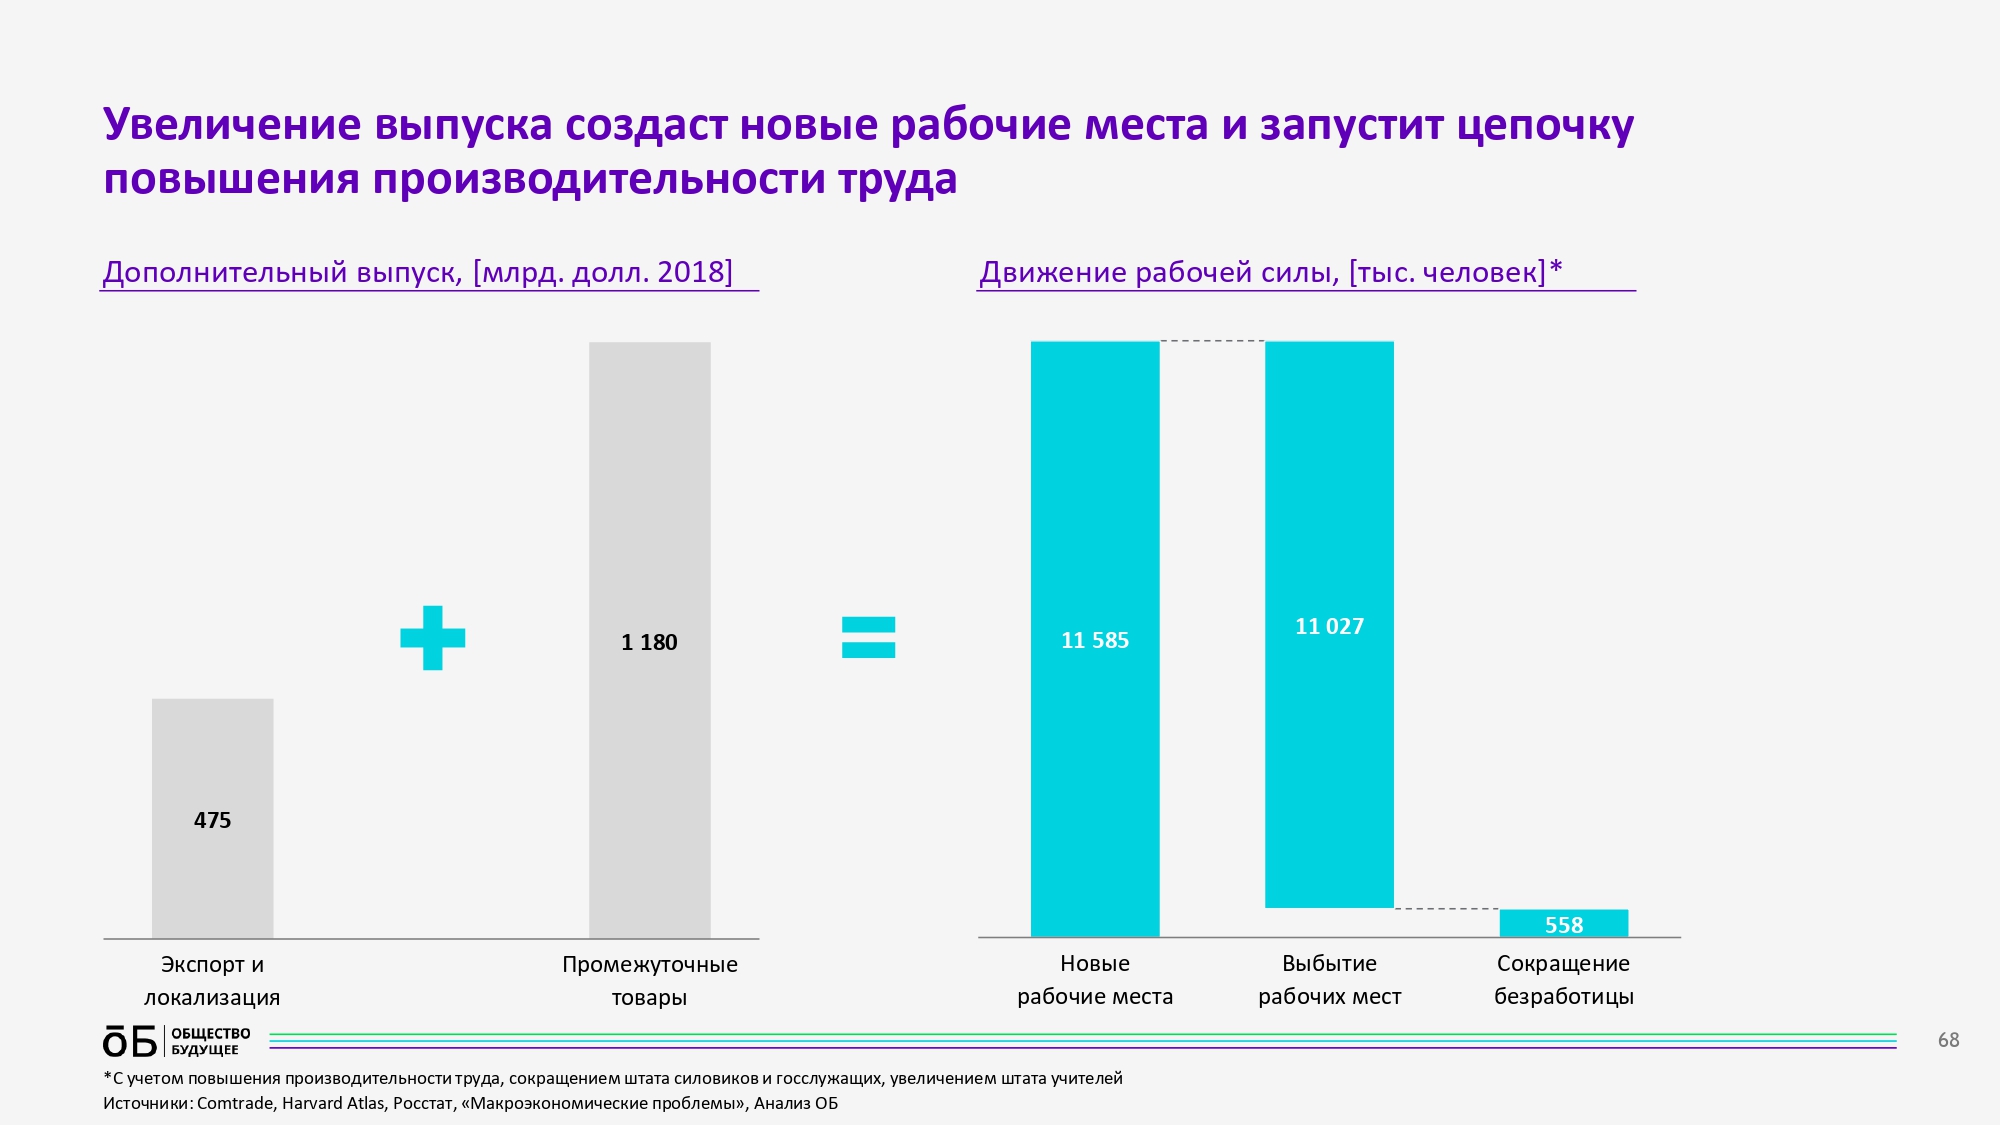 Увеличение выпуска создаст новые рабочие места и запустит цепочку
повышения производительности труда
Дополнительный выпуск, [млрд. долл. 2018]
475
1 180
Экспорт и
локализация
Промежуточные
товары
Движение рабочей силы, [тыс. человек]*
11 585
11 027
558
Новые
рабочие места
Выбытие
рабочих мест
Сокращение
безработицы
ОБ
ОБЩЕСТВО
БУДУЩЕЕ
68
*С учетом повышения производительности труда, сокращением штата силовиков и госслужащих, увеличением штата учителей
Источники: Comtrade, Harvard Atlas, Росстат, «Макроэкономические проблемы», Анализ ОБ